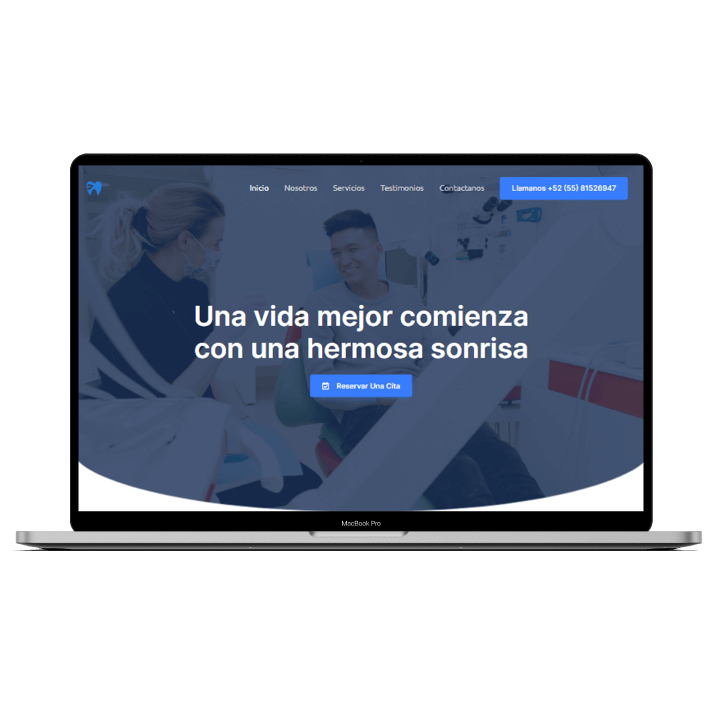 Inicio Nosotros Servicios Testimonios Contactanos Llamanos +52 (55) 81526947
Una vida mejor comienza
con una hermosa sonrisa
Reservar Una Cita
MacBook Pro